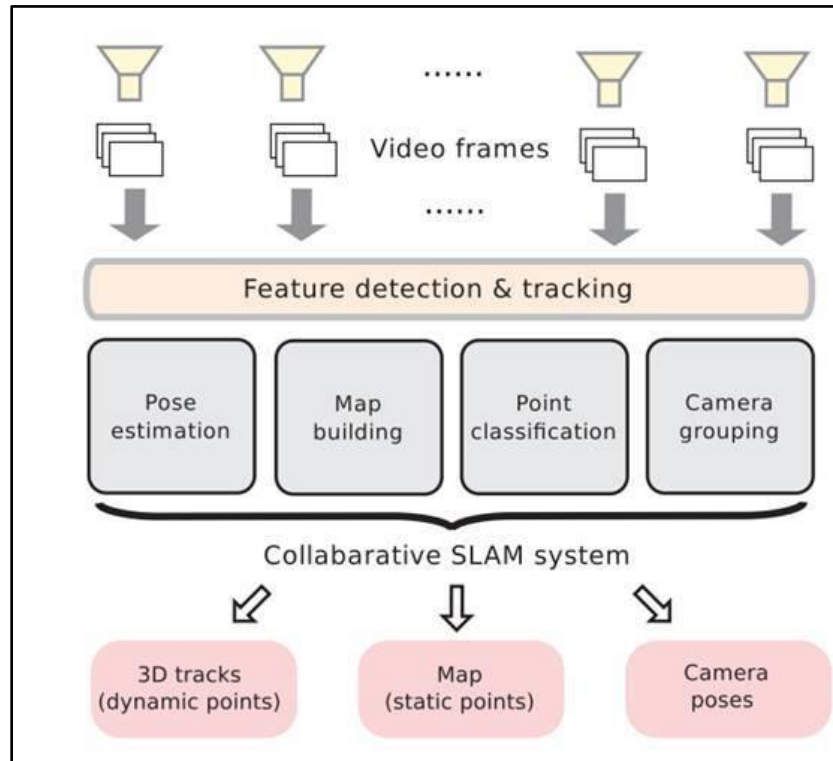 ......
Video frames
......
Feature detection & tracking
Pose
estimation
Map
building
Point
classification
Camera
grouping
Collabarative SLAM system
3D tracks
(dynamic points)
Map
(static points)
Camera
poses